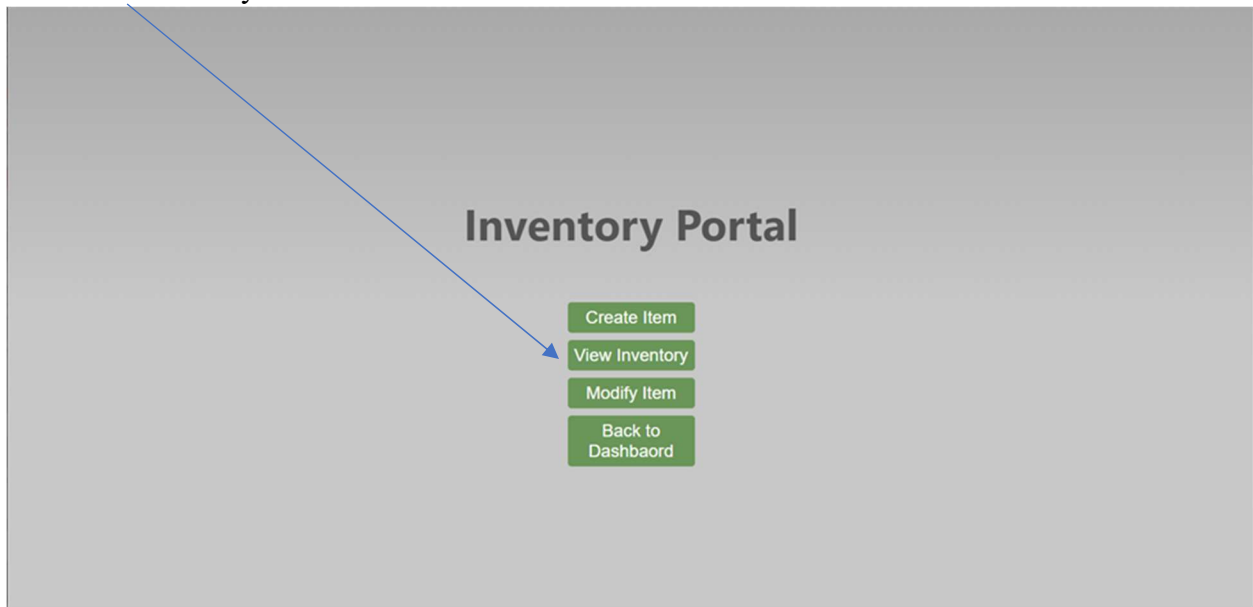 Inventory Portal
Create Item
View Inventory
Modify Item
Back to
Dashbaord